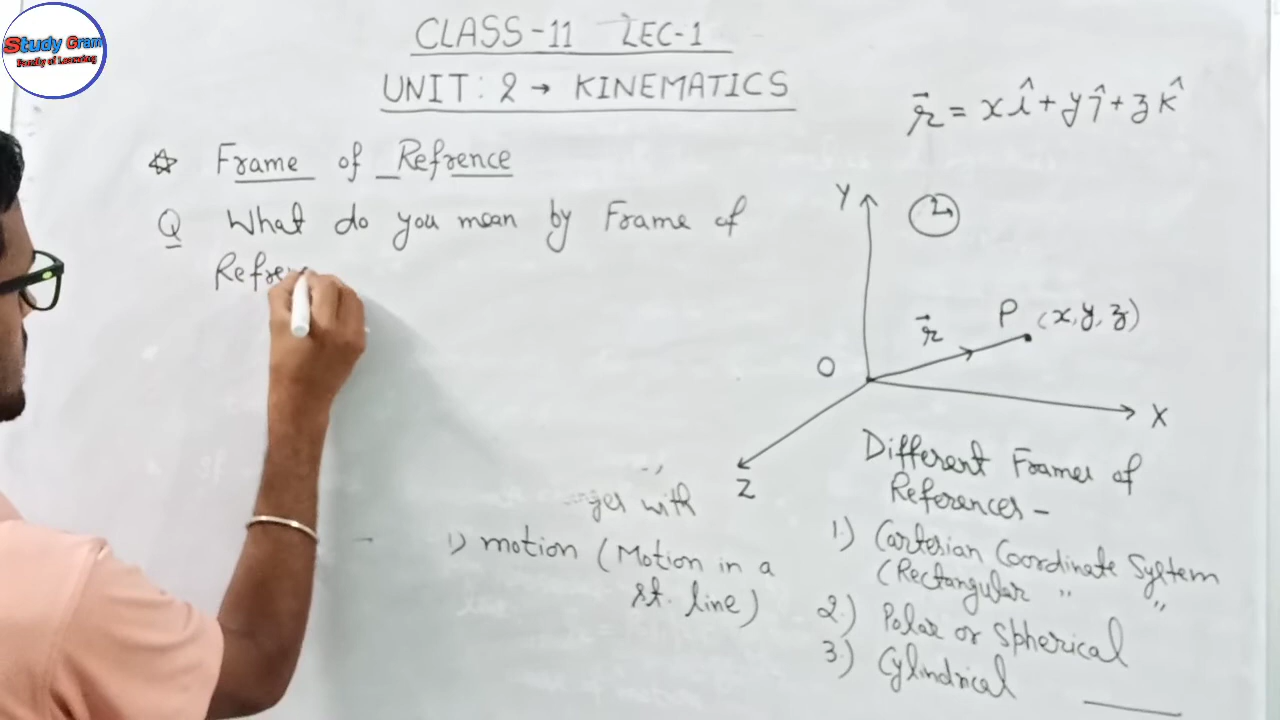 Study Gram
Family of Learning
CLASS-11 LEC-1
UNIT: 2 → KINEMATICS
r⃗ = xî + yĵ + zk̂
☆ Frame of Refrence
Q What do you mean by Frame of
Refre
Y
P (x, y, z)
r⃗
O
X
Z
with
1) motion (Motion in a
st. line)
Different Frames of
References -
1.) Cartesian Coordinate System
(Rectangular " "
2.) Polar or Spherical
3.) Cylindrical